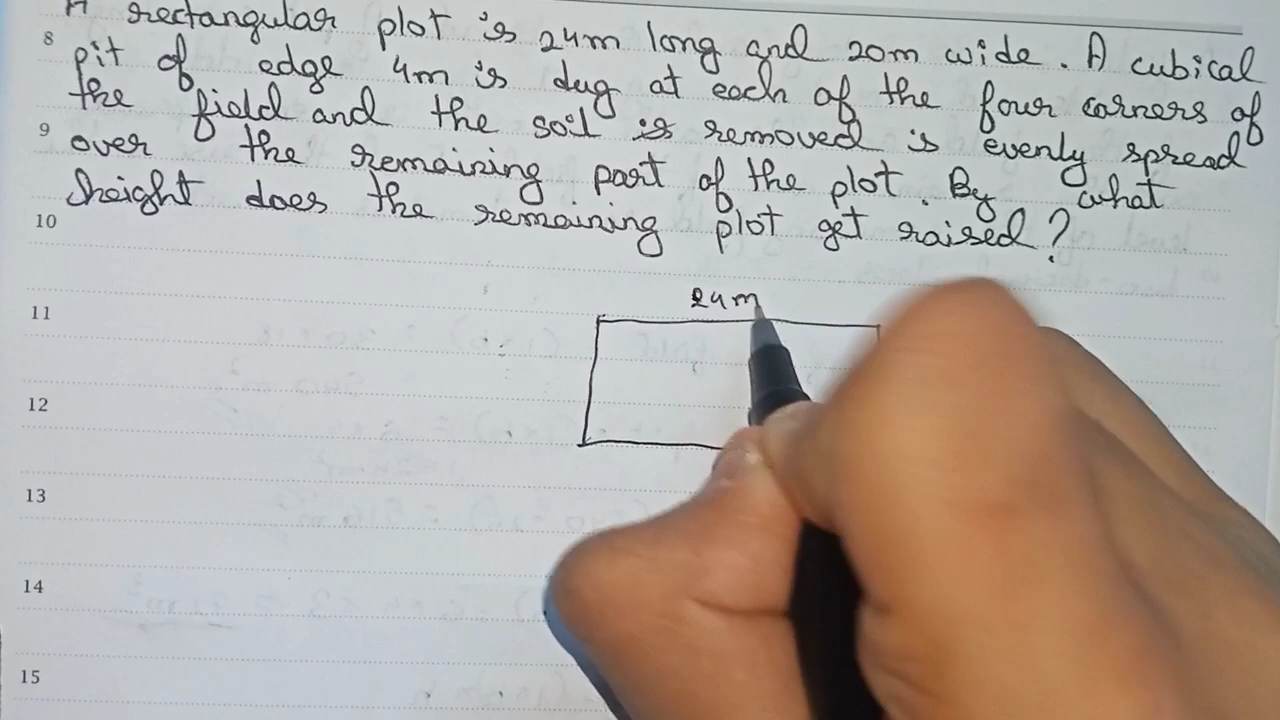 A rectangular plot is 24m long and 20m wide. A cubical
8
pit of edge 4m is dug at each of the four corners of
the field and the soil is removed is evenly spread
9
over the remaining part of the plot. By what
height does the remaining plot get raised?
10
24m
11
12
13
14
15